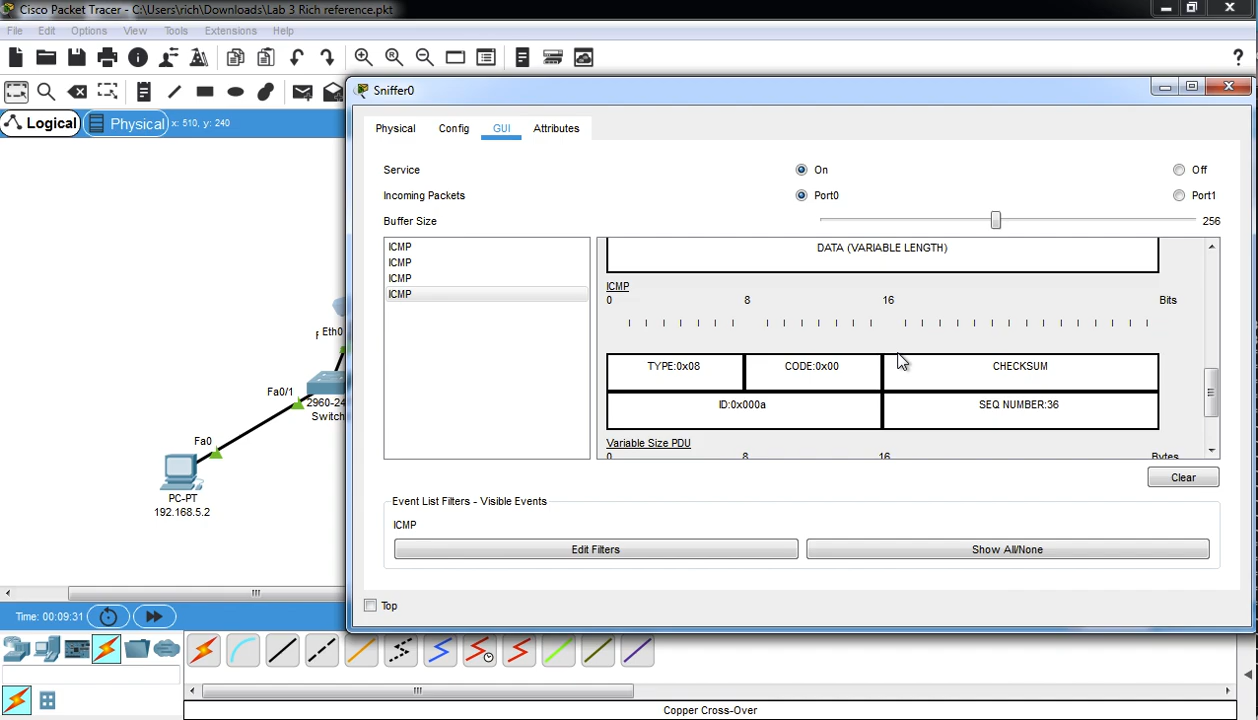 Cisco Packet Tracer - C:\Users\rich\Downloads\Lab 3 Rich reference.pkt
File Edit Options View Tools Extensions Help
?
Sniffer0
Logical Physical x: 510, y: 240
Physical Config GUI Attributes
Service On Off
Incoming Packets Port0 Port1
Buffer Size 256
ICMP
ICMP
ICMP
ICMP
DATA (VARIABLE LENGTH)
ICMP
0 8 16 Bits
TYPE:0x08 CODE:0x00 CHECKSUM
ID:0x000a SEQ NUMBER:36
Variable Size PDU
0 8 16 Bytes
Clear
Event List Filters - Visible Events
ICMP
Edit Filters Show All/None
Top
Eth0
Fa0/1
2960-24
Switch
Fa0
PC-PT
192.168.5.2
Time: 00:09:31
Copper Cross-Over